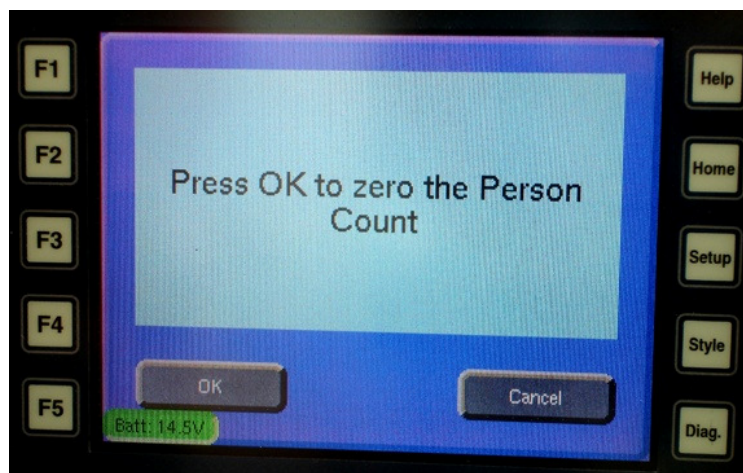 F1
F2
F3
F4
F5
Press OK to zero the Person
Count
OK
Cancel
Batt: 14.5V
Help
Home
Setup
Style
Diag.